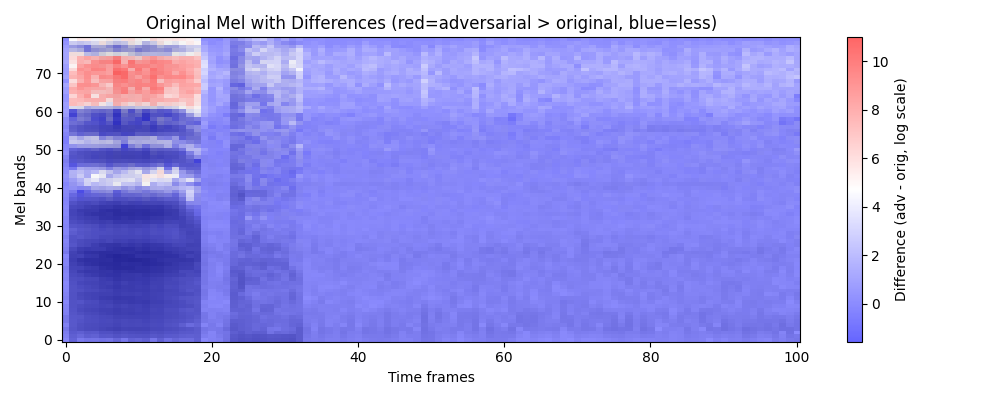 Original Mel with Differences (red=adversarial > original, blue=less)
Mel bands
70
60
50
40
30
20
10
0
0 20 40 60 80 100
Time frames
10
8
6
4
2
0
Difference (adv - orig, log scale)